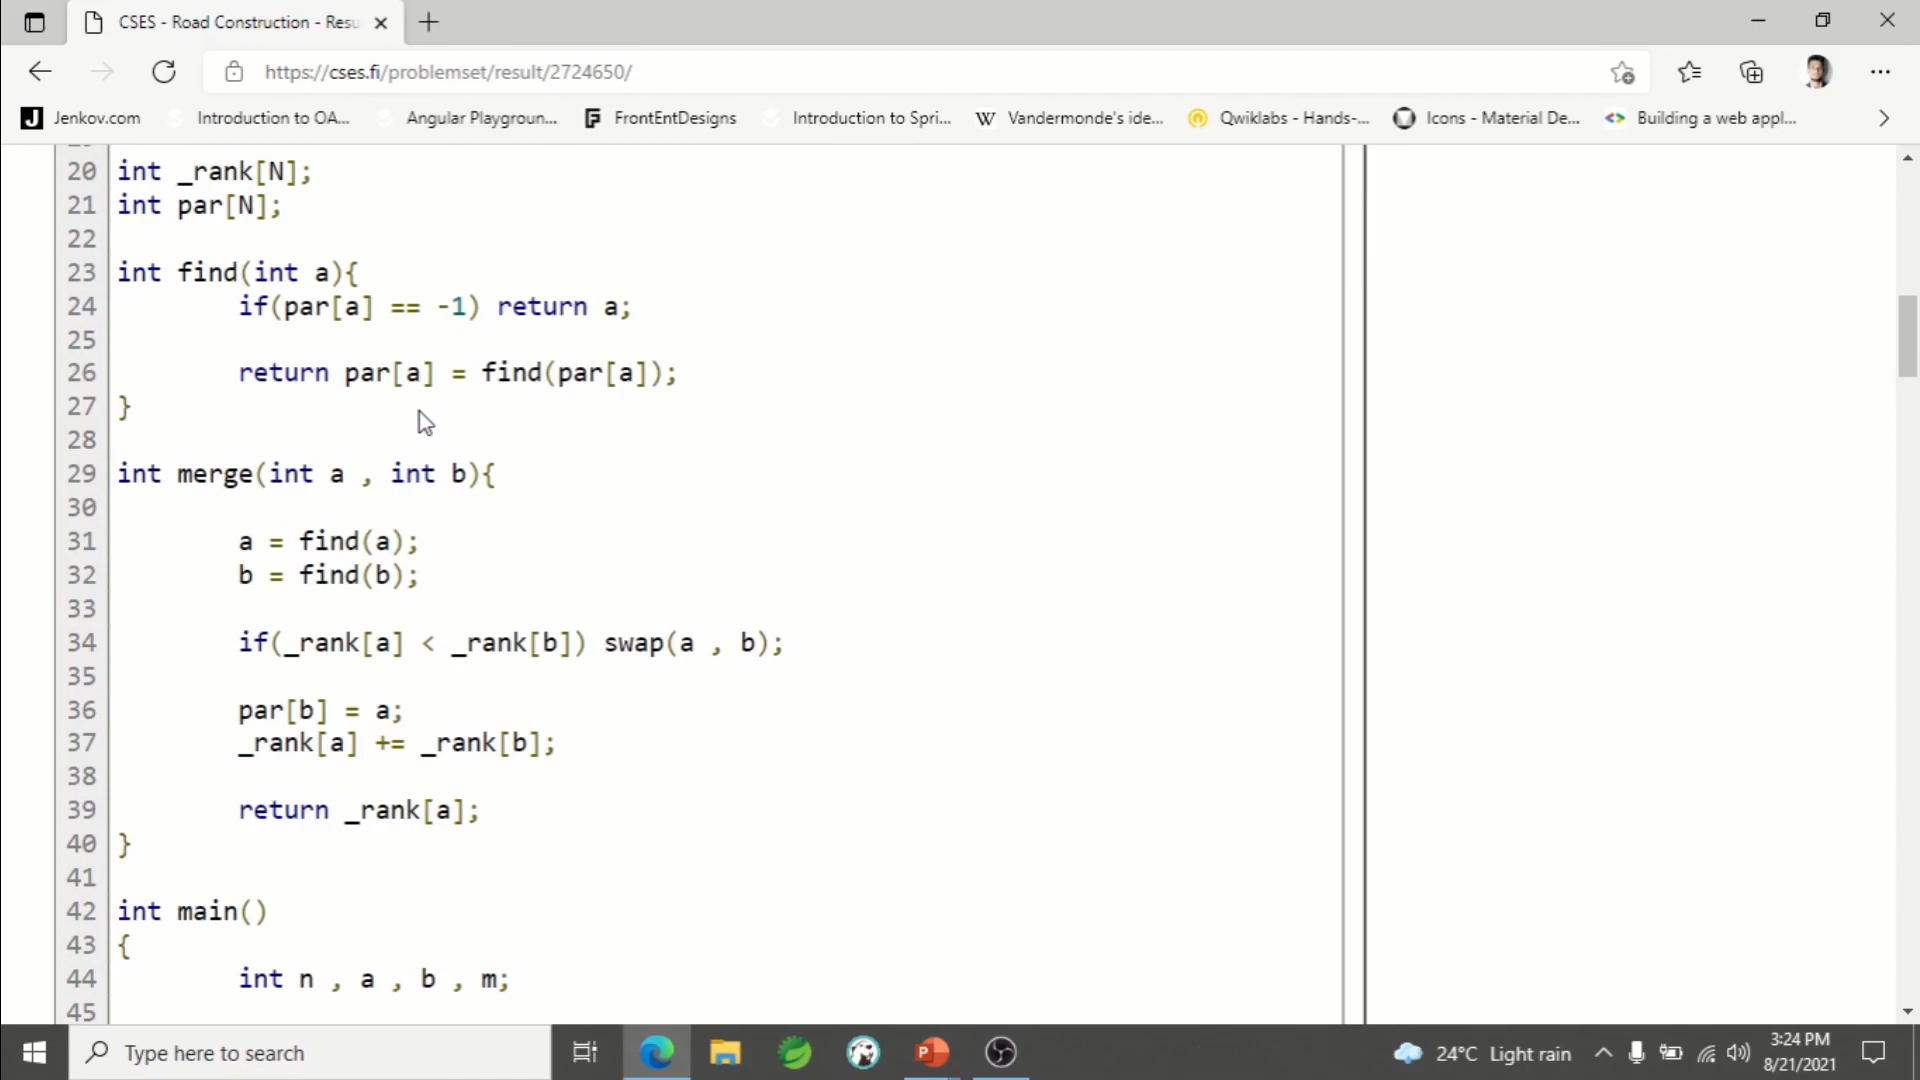 CSES - Road Construction - Resu
https://cses.fi/problemset/result/2724650/
Jenkov.com Introduction to OA... Angular Playgroun... FrontEntDesigns Introduction to Spri... Vandermonde's ide... Qwiklabs - Hands-... Icons - Material De... Building a web appl...
20 int _rank[N];
21 int par[N];
22
23 int find(int a){
24 if(par[a] == -1) return a;
25
26 return par[a] = find(par[a]);
27 }
28
29 int merge(int a , int b){
30
31 a = find(a);
32 b = find(b);
33
34 if(_rank[a] < _rank[b]) swap(a , b);
35
36 par[b] = a;
37 _rank[a] += _rank[b];
38
39 return _rank[a];
40 }
41
42 int main()
43 {
44 int n , a , b , m;
45
Type here to search
24°C Light rain
3:24 PM
8/21/2021